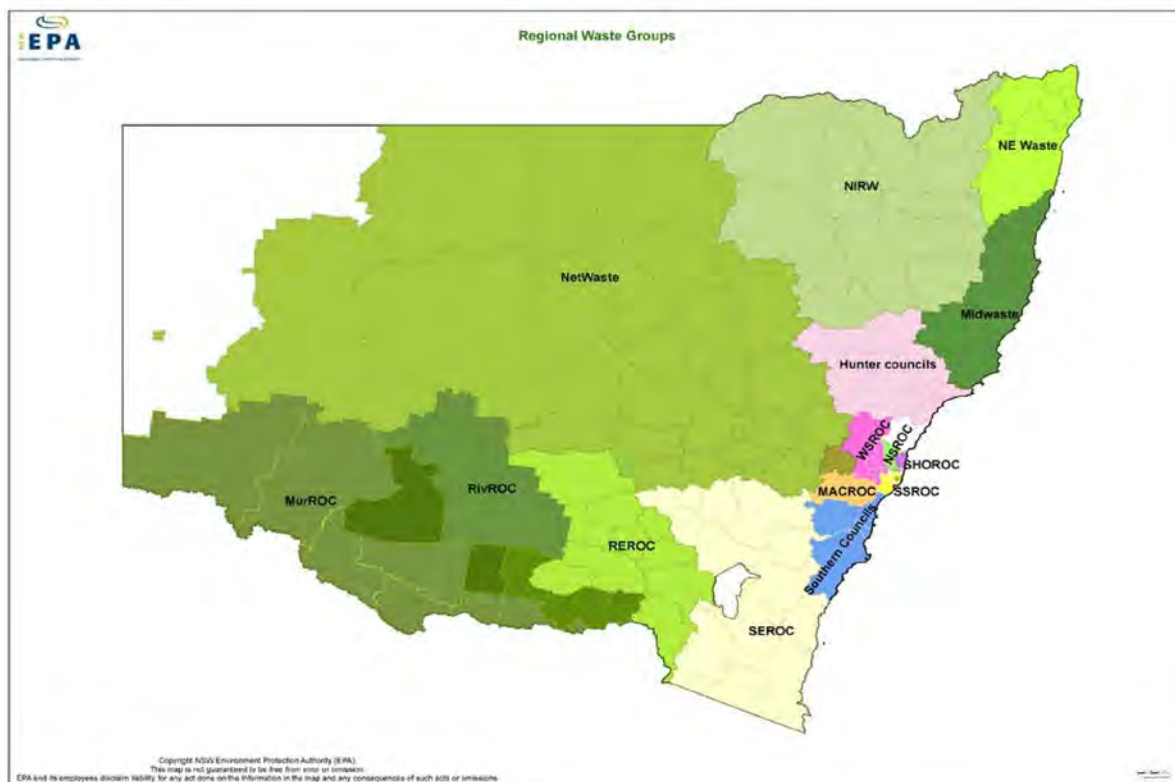 NSW EPA
Regional Waste Groups
NE Waste
NIRW
NetWaste
Midwaste
Hunter councils
WSROC
NSROC
SHOROC
MurROC
RivROC
MACROC
SSROC
REROC
Southern Councils
SEROC
Copyright NSW Environment Protection Authority (EPA)
This map is not guaranteed to be free from error or omission
EPA and its employees disclaim liability for any act done on the information in the map and any consequences of such acts or omissions